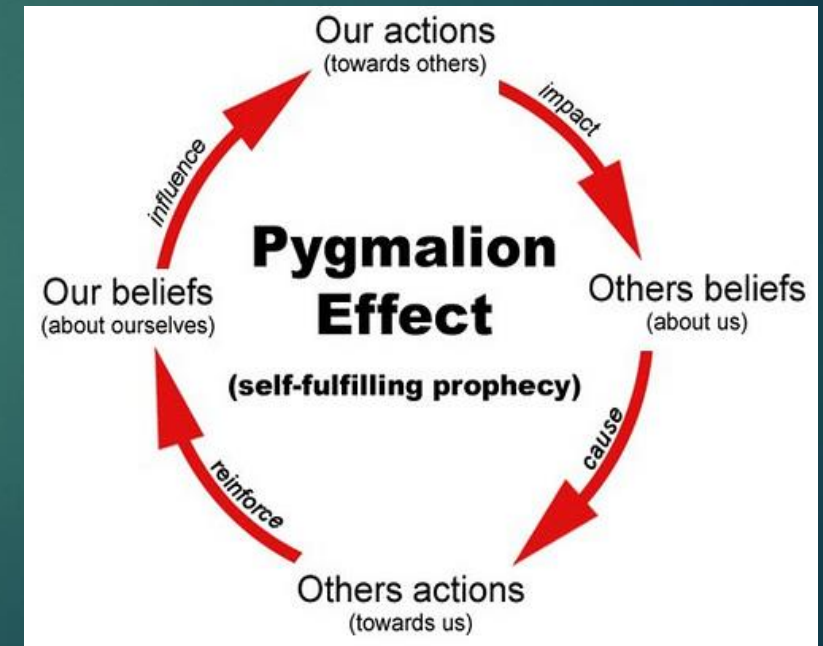 Our actions
(towards others)
impact
Others beliefs
(about us)
cause
Others actions
(towards us)
reinforce
Our beliefs
(about ourselves)
influence
Pygmalion
Effect
(self-fulfilling prophecy)